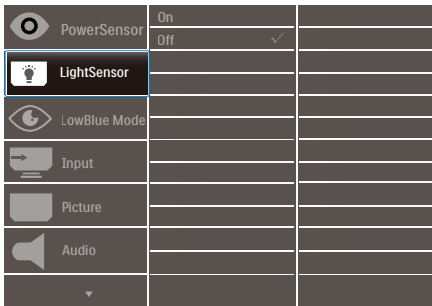 PowerSensor
LightSensor
LowBlue Mode
Input
Picture
Audio
On
Off